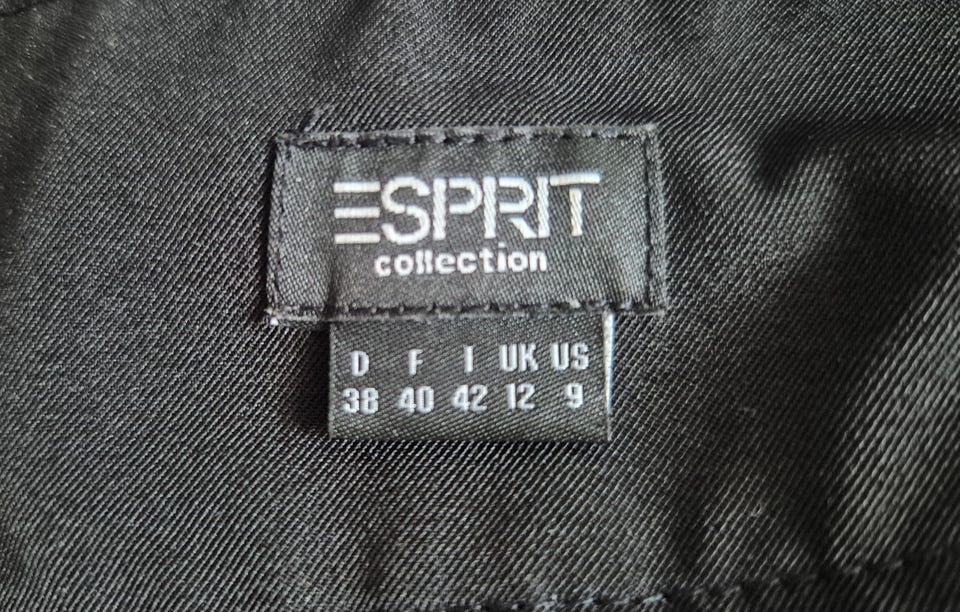 ESPRIT
collection
D F I UK US
38 40 42 12 9